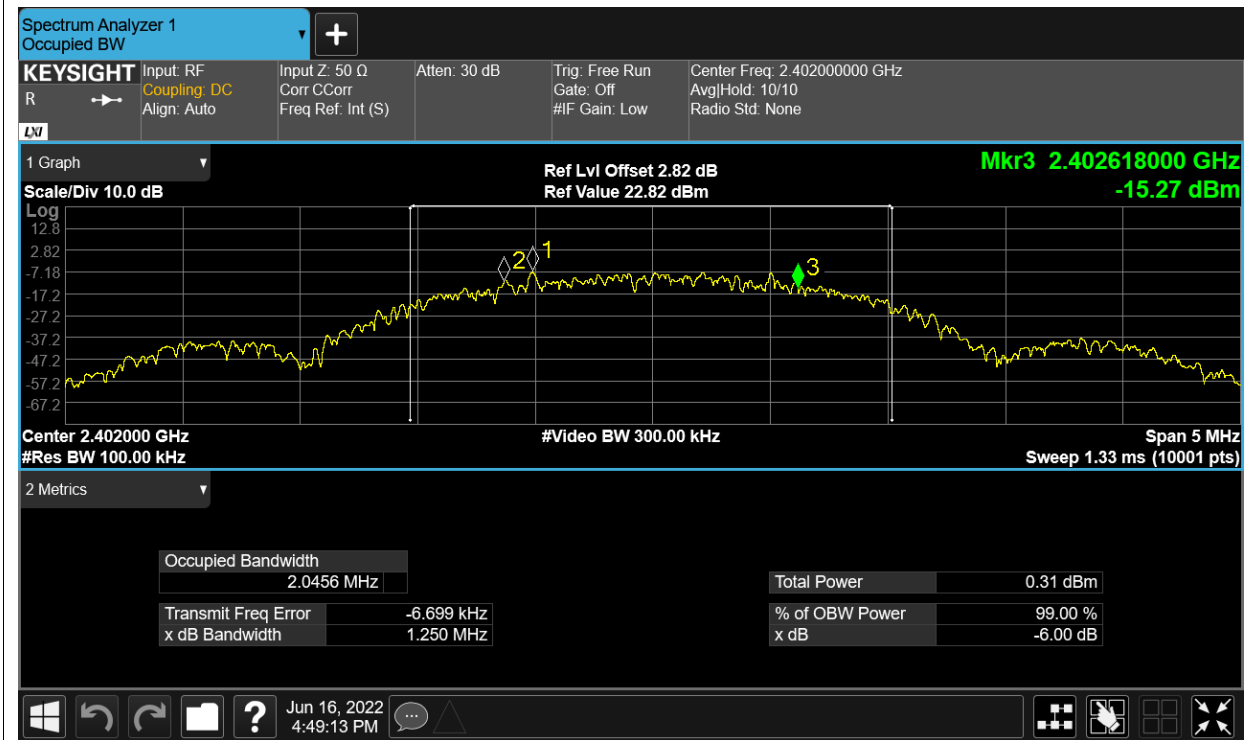 Spectrum Analyzer 1
Occupied BW
KEYSIGHT
R
LXI
Input: RF
Coupling: DC
Align: Auto
Input Z: 50 Ω
Corr CCorr
Freq Ref: Int (S)
Atten: 30 dB
Trig: Free Run
Gate: Off
#IF Gain: Low
Center Freq: 2.402000000 GHz
Avg|Hold: 10/10
Radio Std: None
1 Graph
Scale/Div 10.0 dB
Ref Lvl Offset 2.82 dB
Ref Value 22.82 dBm
Mkr3 2.402618000 GHz
-15.27 dBm
Log
12.8
2.82
-7.18
-17.2
-27.2
-37.2
-47.2
-57.2
-67.2
2
1
3
Center 2.402000 GHz
#Res BW 100.00 kHz
#Video BW 300.00 kHz
Span 5 MHz
Sweep 1.33 ms (10001 pts)
2 Metrics
Occupied Bandwidth
2.0456 MHz
Transmit Freq Error -6.699 kHz
x dB Bandwidth 1.250 MHz
Total Power 0.31 dBm
% of OBW Power 99.00 %
x dB -6.00 dB
?
Jun 16, 2022
4:49:13 PM